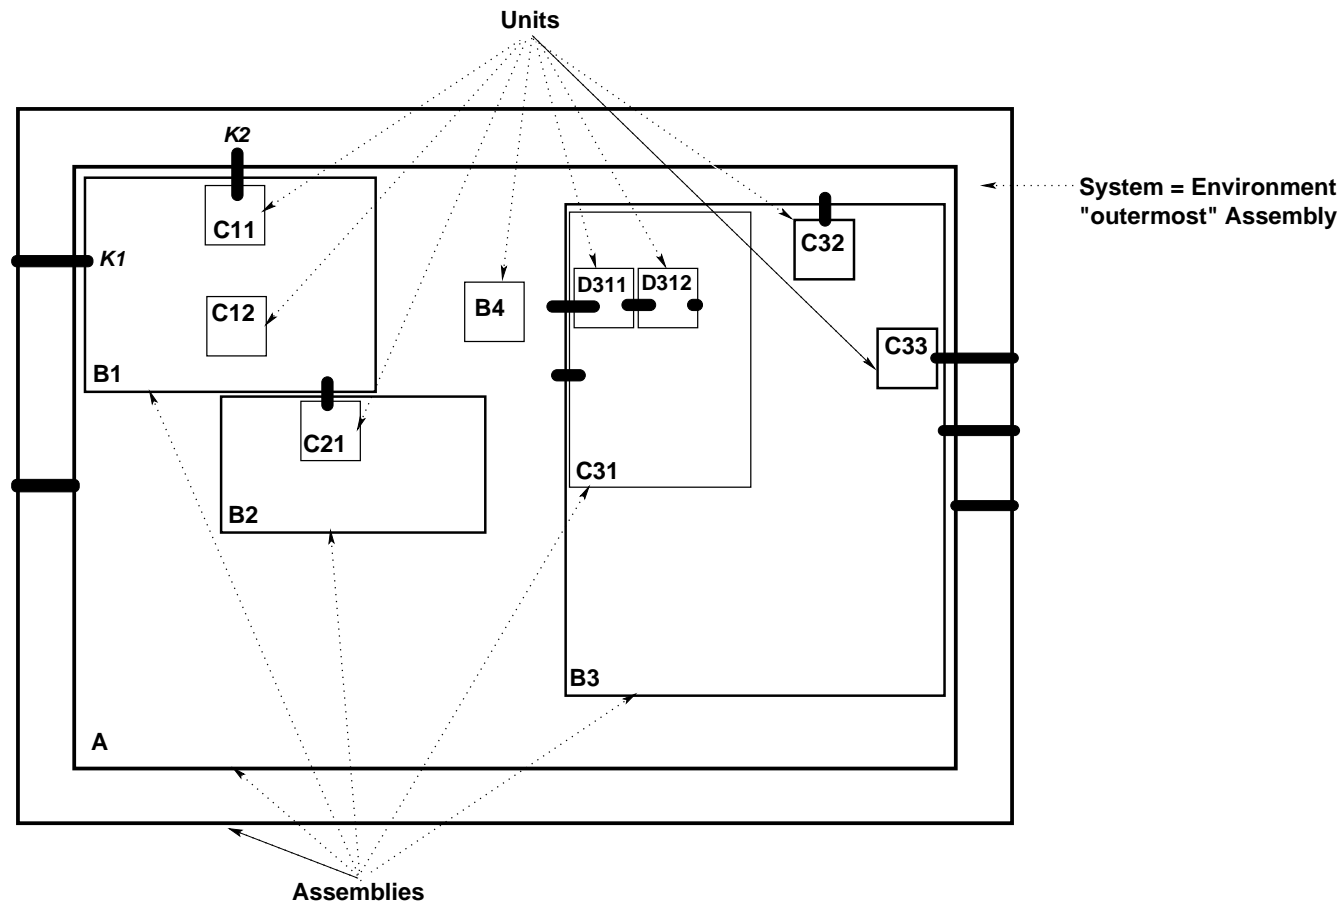 Units
K2
System = Environment
"outermost" Assembly
C11
C32
K1
D311
D312
C12
B4
C33
B1
C21
C31
B2
B3
A
Assemblies